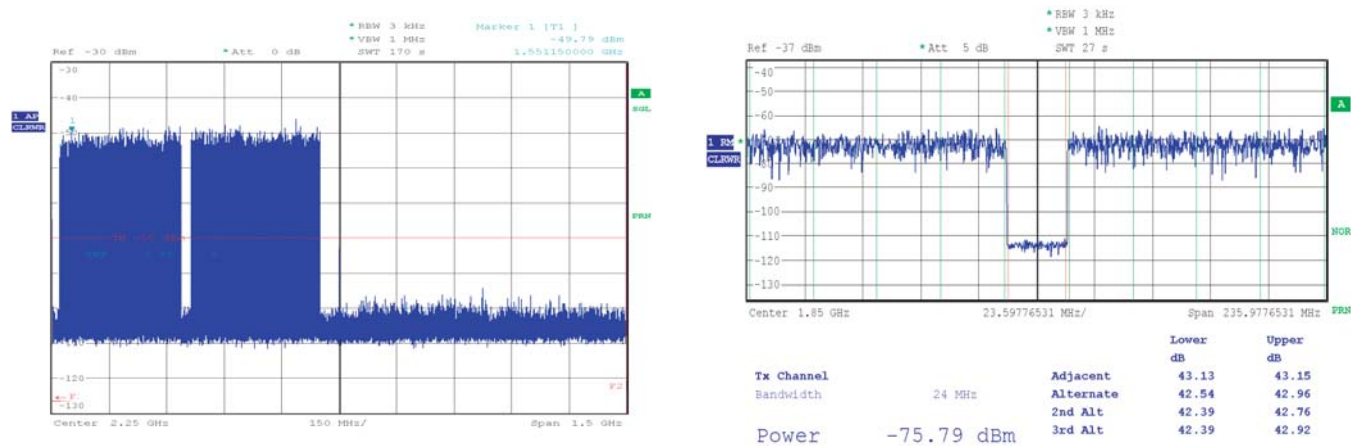 * RBW 3 kHz Marker 1 [T1 ]
* VBW 1 MHz -49.79 dBm
Ref -30 dBm * Att 0 dB SWT 170 s 1.551150000 GHz
-30
-40
1
A
SGL
1 AP
CLRWR
PRN
-120
F2
-130
Center 2.25 GHz 150 MHz/ Span 1.5 GHz
* RBW 3 kHz
* VBW 1 MHz
Ref -37 dBm * Att 5 dB SWT 27 s
-40
-50
-60
A
1 RM *
CLRWR
-80
-90
-100
-110
-120
-130
NOR
PRN
Center 1.85 GHz 23.59776531 MHz/ Span 235.9776531 MHz
Lower Upper
dB dB
Tx Channel Adjacent 43.13 43.15
Bandwidth 24 MHz Alternate 42.54 42.96
2nd Alt 42.39 42.76
Power -75.79 dBm 3rd Alt 42.39 42.92